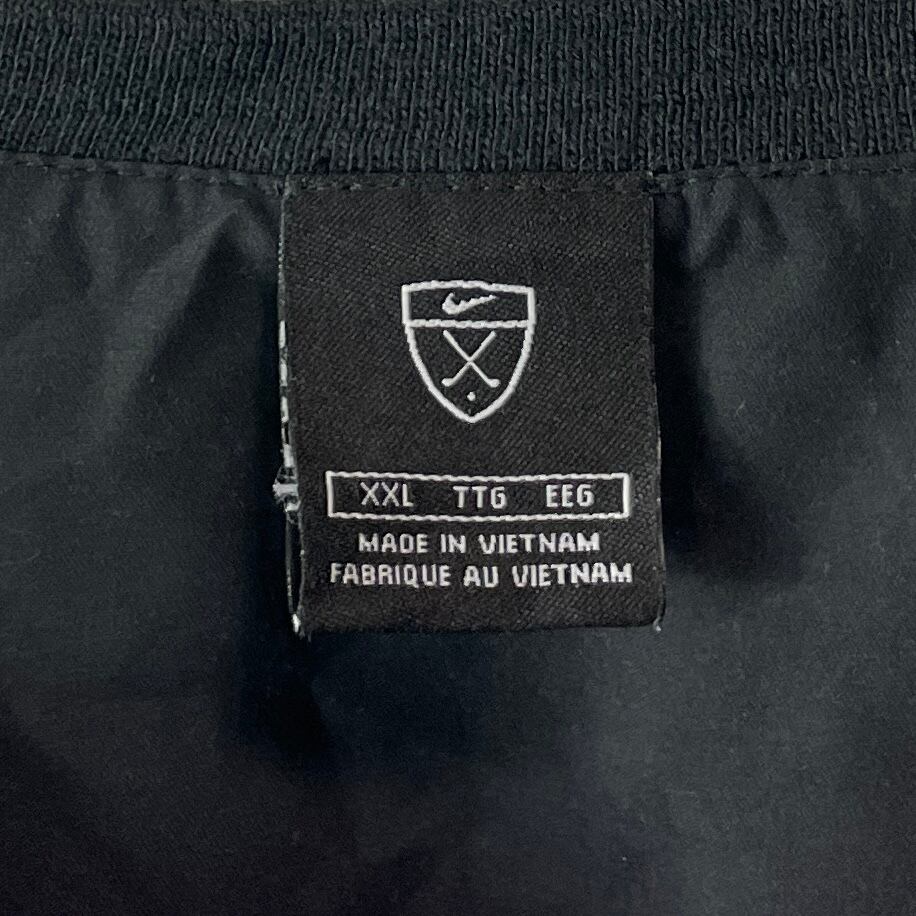 XXL TTG EEG
MADE IN VIETNAM
FABRIQUE AU VIETNAM